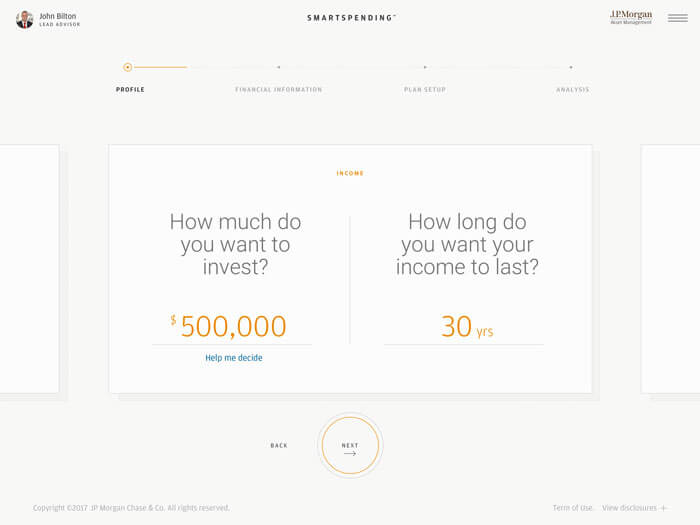 John Bilton
LEAD ADVISOR
SMARTSPENDING™
J.P.Morgan
Asset Management
PROFILE
FINANCIAL INFORMATION
PLAN SETUP
ANALYSIS
INCOME
How much do
you want to
invest?
$ 500,000
Help me decide
How long do
you want your
income to last?
30 yrs
BACK
NEXT
Copyright ©2017 JP Morgan Chase & Co. All rights reserved.
Term of Use.
View disclosures +